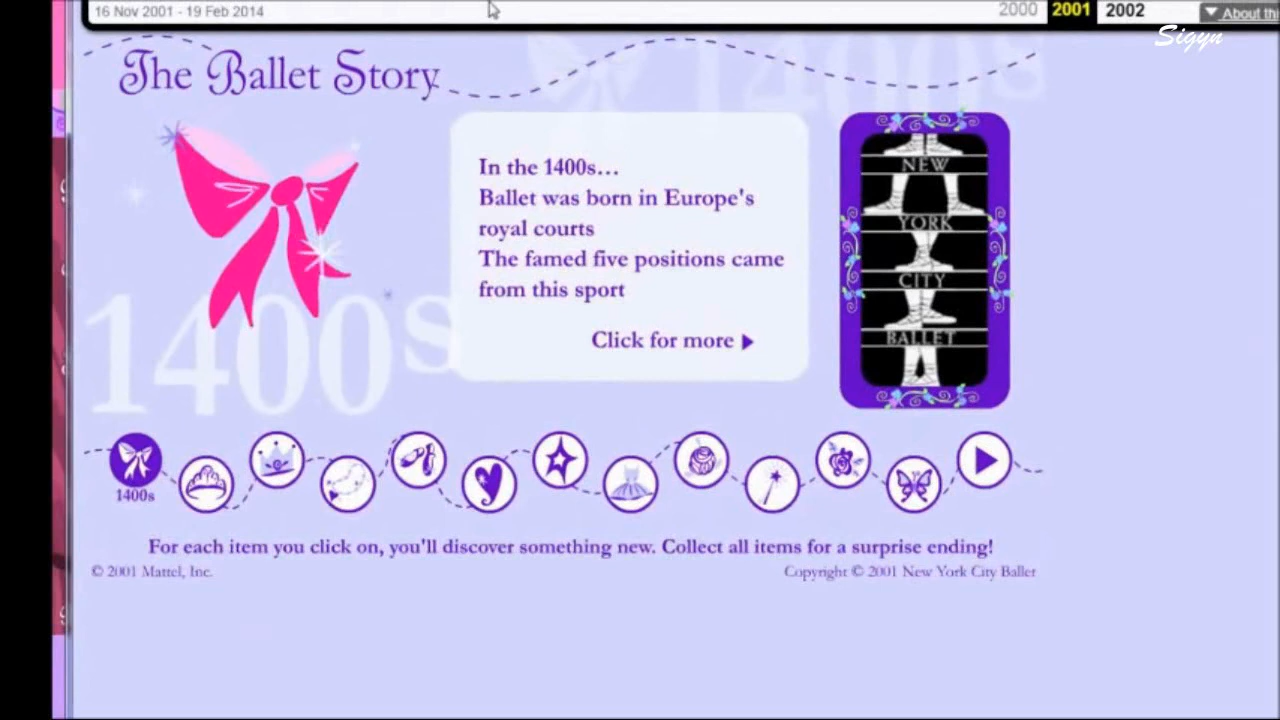 16 Nov 2001 - 19 Feb 2014
2000 2001 2002
About thi
Sigyn
The Ballet Story
1400s
In the 1400s...
Ballet was born in Europe's
royal courts
The famed five positions came
from this sport
Click for more
NEW
YORK
CITY
BALLET
1400s
1400s
For each item you click on, you'll discover something new. Collect all items for a surprise ending!
© 2001 Mattel, Inc.
Copyright © 2001 New York City Ballet